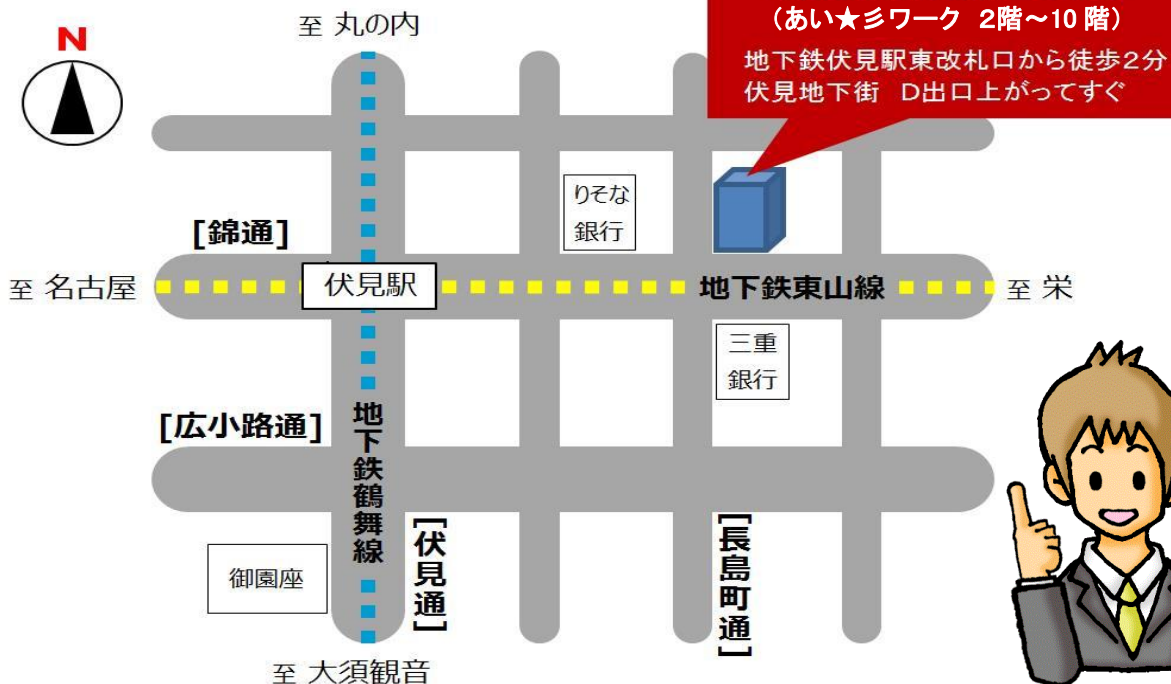 (あい★彡ワーク 2階～10階)
地下鉄伏見駅東改札口から徒歩2分
伏見地下街 D出口上がってすぐ
N
至 丸の内
りそな
銀行
[錦通]
至 名古屋
伏見駅
地下鉄東山線
至 栄
三重
銀行
[広小路通]
地下鉄鶴舞線
[伏見通]
[長島町通]
御園座
至 大須観音